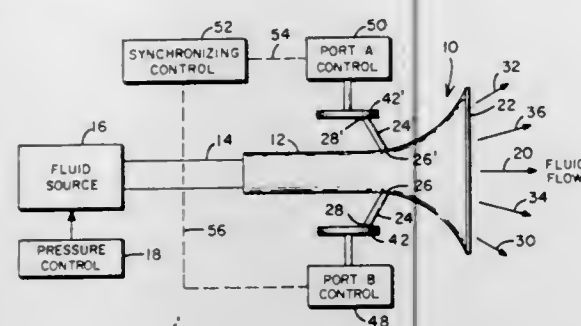 52
50
SYNCHRONIZING
CONTROL
54
PORT A
CONTROL
10
32
42'
22
16
14
12
28'
24
36
26'
FLUID
SOURCE
20
FLUID
FLOW
26
28
24
34
PRESSURE
CONTROL
18
56
42
30
PORT B
CONTROL
48